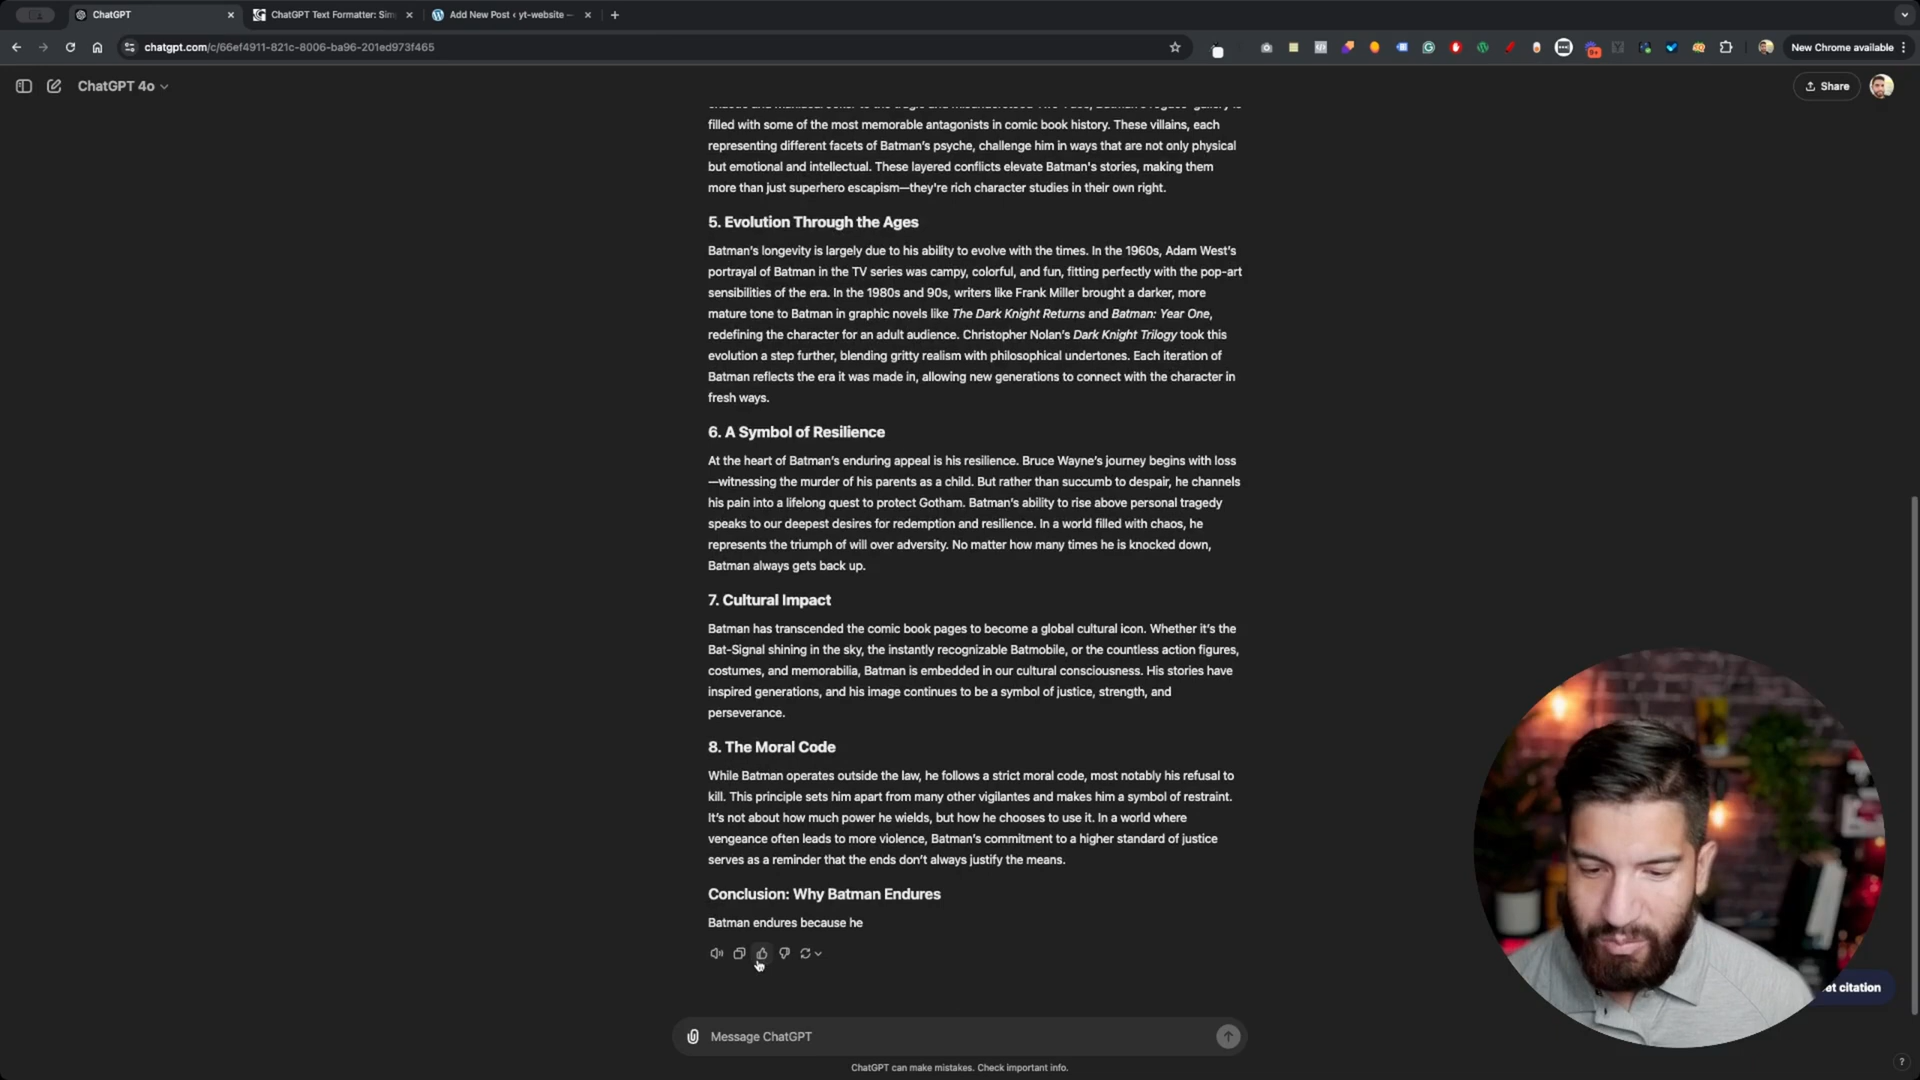 ChatGPT
ChatGPT Text Formatter: Sim
Add New Post ‹ yt-website —
chatgpt.com/c/66ef4911-821c-8006-ba96-201ed973f465
New Chrome available
ChatGPT 4o
Share
filled with some of the most memorable antagonists in comic book history. These villains, each
representing different facets of Batman's psyche, challenge him in ways that are not only physical
but emotional and intellectual. These layered conflicts elevate Batman's stories, making them
more than just superhero escapism—they're rich character studies in their own right.
5. Evolution Through the Ages
Batman's longevity is largely due to his ability to evolve with the times. In the 1960s, Adam West's
portrayal of Batman in the TV series was campy, colorful, and fun, fitting perfectly with the pop-art
sensibilities of the era. In the 1980s and 90s, writers like Frank Miller brought a darker, more
mature tone to Batman in graphic novels like The Dark Knight Returns and Batman: Year One,
redefining the character for an adult audience. Christopher Nolan's Dark Knight Trilogy took this
evolution a step further, blending gritty realism with philosophical undertones. Each iteration of
Batman reflects the era it was made in, allowing new generations to connect with the character in
fresh ways.
6. A Symbol of Resilience
At the heart of Batman's enduring appeal is his resilience. Bruce Wayne's journey begins with loss
—witnessing the murder of his parents as a child. But rather than succumb to despair, he channels
his pain into a lifelong quest to protect Gotham. Batman's ability to rise above personal tragedy
speaks to our deepest desires for redemption and resilience. In a world filled with chaos, he
represents the triumph of will over adversity. No matter how many times he is knocked down,
Batman always gets back up.
7. Cultural Impact
Batman has transcended the comic book pages to become a global cultural icon. Whether it's the
Bat-Signal shining in the sky, the instantly recognizable Batmobile, or the countless action figures,
costumes, and memorabilia, Batman is embedded in our cultural consciousness. His stories have
inspired generations, and his image continues to be a symbol of justice, strength, and
perseverance.
8. The Moral Code
While Batman operates outside the law, he follows a strict moral code, most notably his refusal to
kill. This principle sets him apart from many other vigilantes and makes him a symbol of restraint.
It's not about how much power he wields, but how he chooses to use it. In a world where
vengeance often leads to more violence, Batman's commitment to a higher standard of justice
serves as a reminder that the ends don't always justify the means.
Conclusion: Why Batman Endures
Batman endures because he
et citation
Message ChatGPT
ChatGPT can make mistakes. Check important info.
?